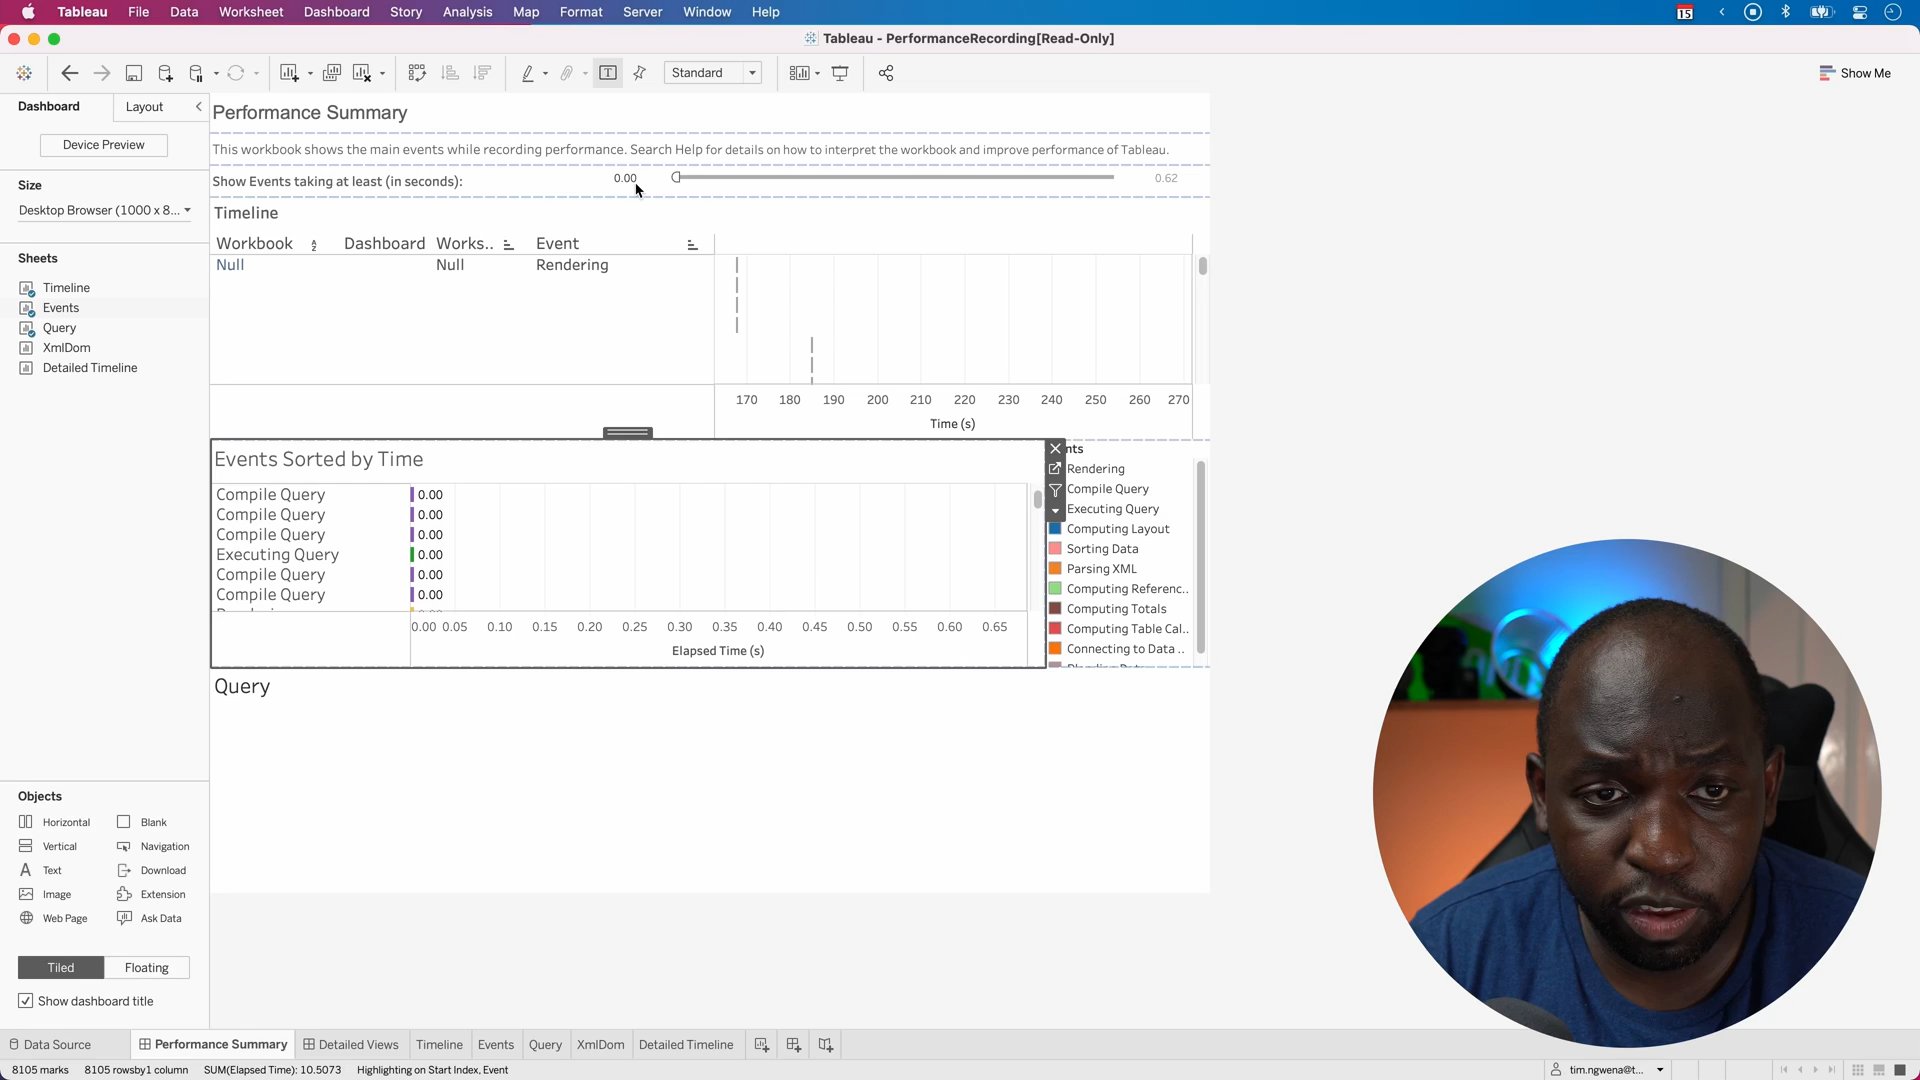 Tableau File Data Worksheet Dashboard Story Analysis Map Format Server Window Help 15
Tableau - PerformanceRecording[Read-Only]
Standard Show Me
Dashboard Layout
Device Preview
Size
Desktop Browser (1000 x 8...
Sheets
Timeline
Events
Query
XmlDom
Detailed Timeline
Objects
Horizontal Blank
Vertical Navigation
Text Download
Image Extension
Web Page Ask Data
Tiled Floating
Show dashboard title
Performance Summary
This workbook shows the main events while recording performance. Search Help for details on how to interpret the workbook and improve performance of Tableau.
Show Events taking at least (in seconds): 0.00 0.62
Timeline
Workbook Dashboard Works.. Event
Null Null Rendering
170 180 190 200 210 220 230 240 250 260 270
Time (s)
Events Sorted by Time
Compile Query 0.00
Compile Query 0.00
Compile Query 0.00
Executing Query 0.00
Compile Query 0.00
Compile Query 0.00
0.00 0.05 0.10 0.15 0.20 0.25 0.30 0.35 0.40 0.45 0.50 0.55 0.60 0.65
Elapsed Time (s)
nts
Rendering
Compile Query
Executing Query
Computing Layout
Sorting Data
Parsing XML
Computing Referenc..
Computing Totals
Computing Table Cal..
Connecting to Data ..
Query
Data Source Performance Summary Detailed Views Timeline Events Query XmlDom Detailed Timeline
8105 marks 8105 rowsby1 column SUM(Elapsed Time): 10.5073 Highlighting on Start Index, Event tim.ngwena@t...